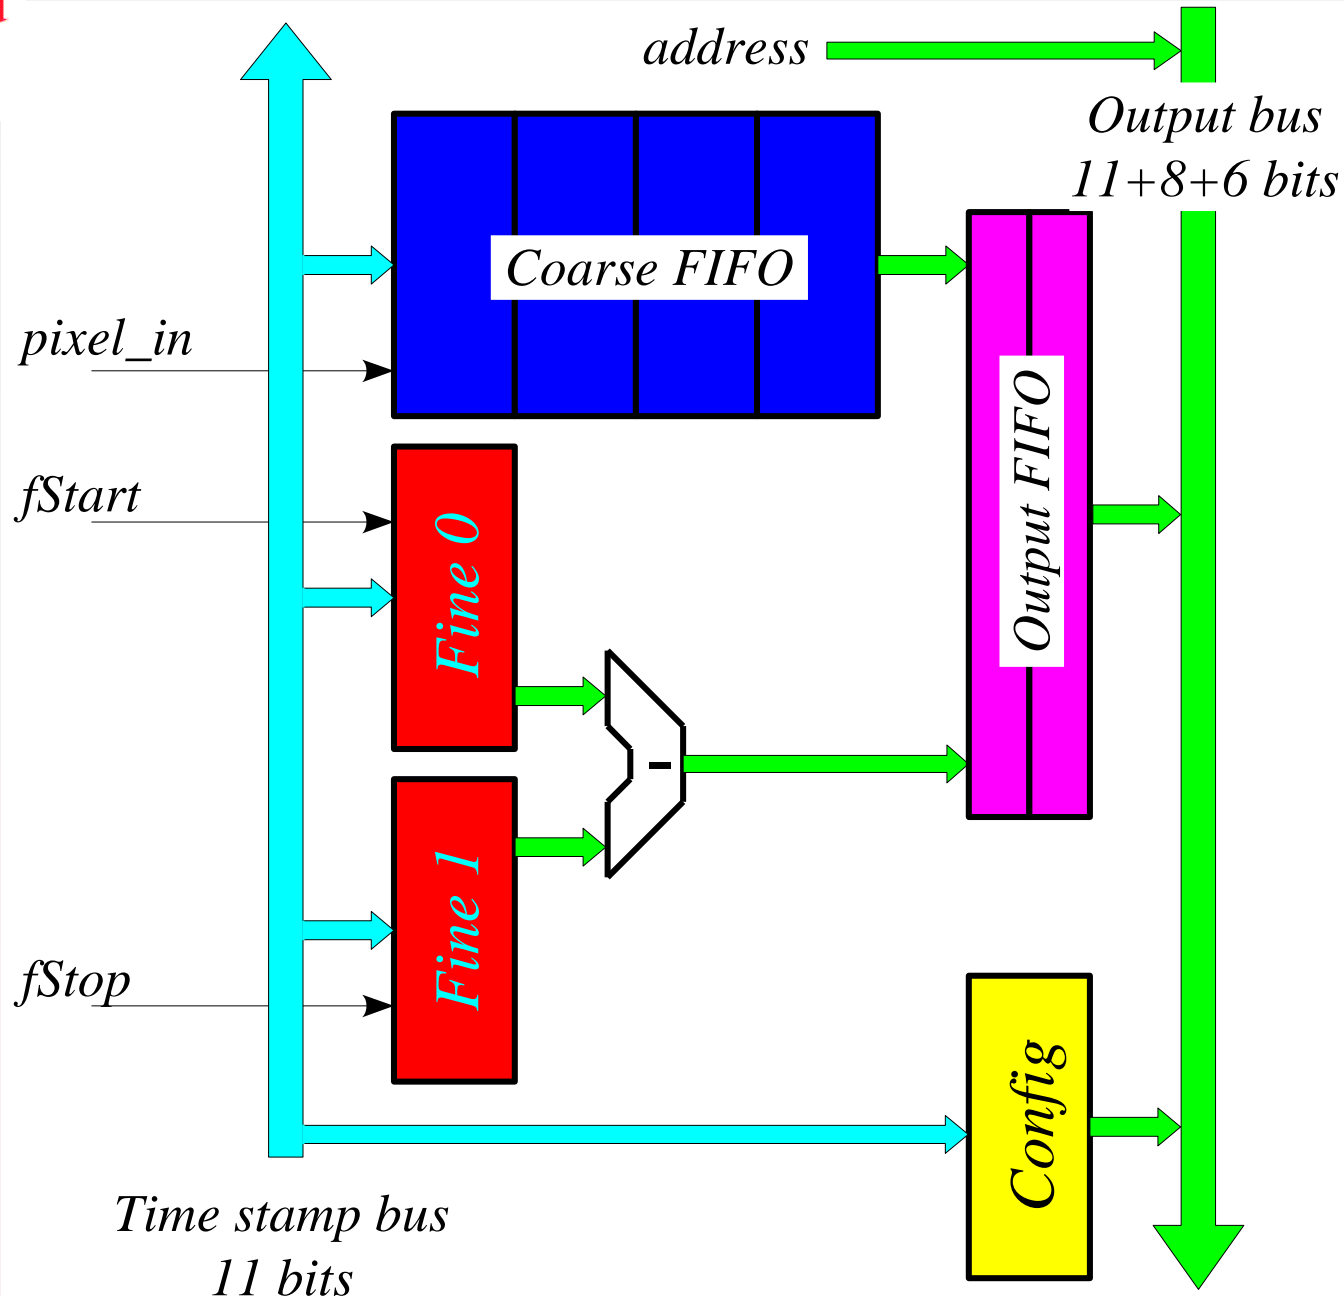 address
Output bus
11+8+6 bits
Coarse FIFO
pixel_in
Output FIFO
fStart
Fine 0
-
Fine 1
fStop
Config
Time stamp bus
11 bits